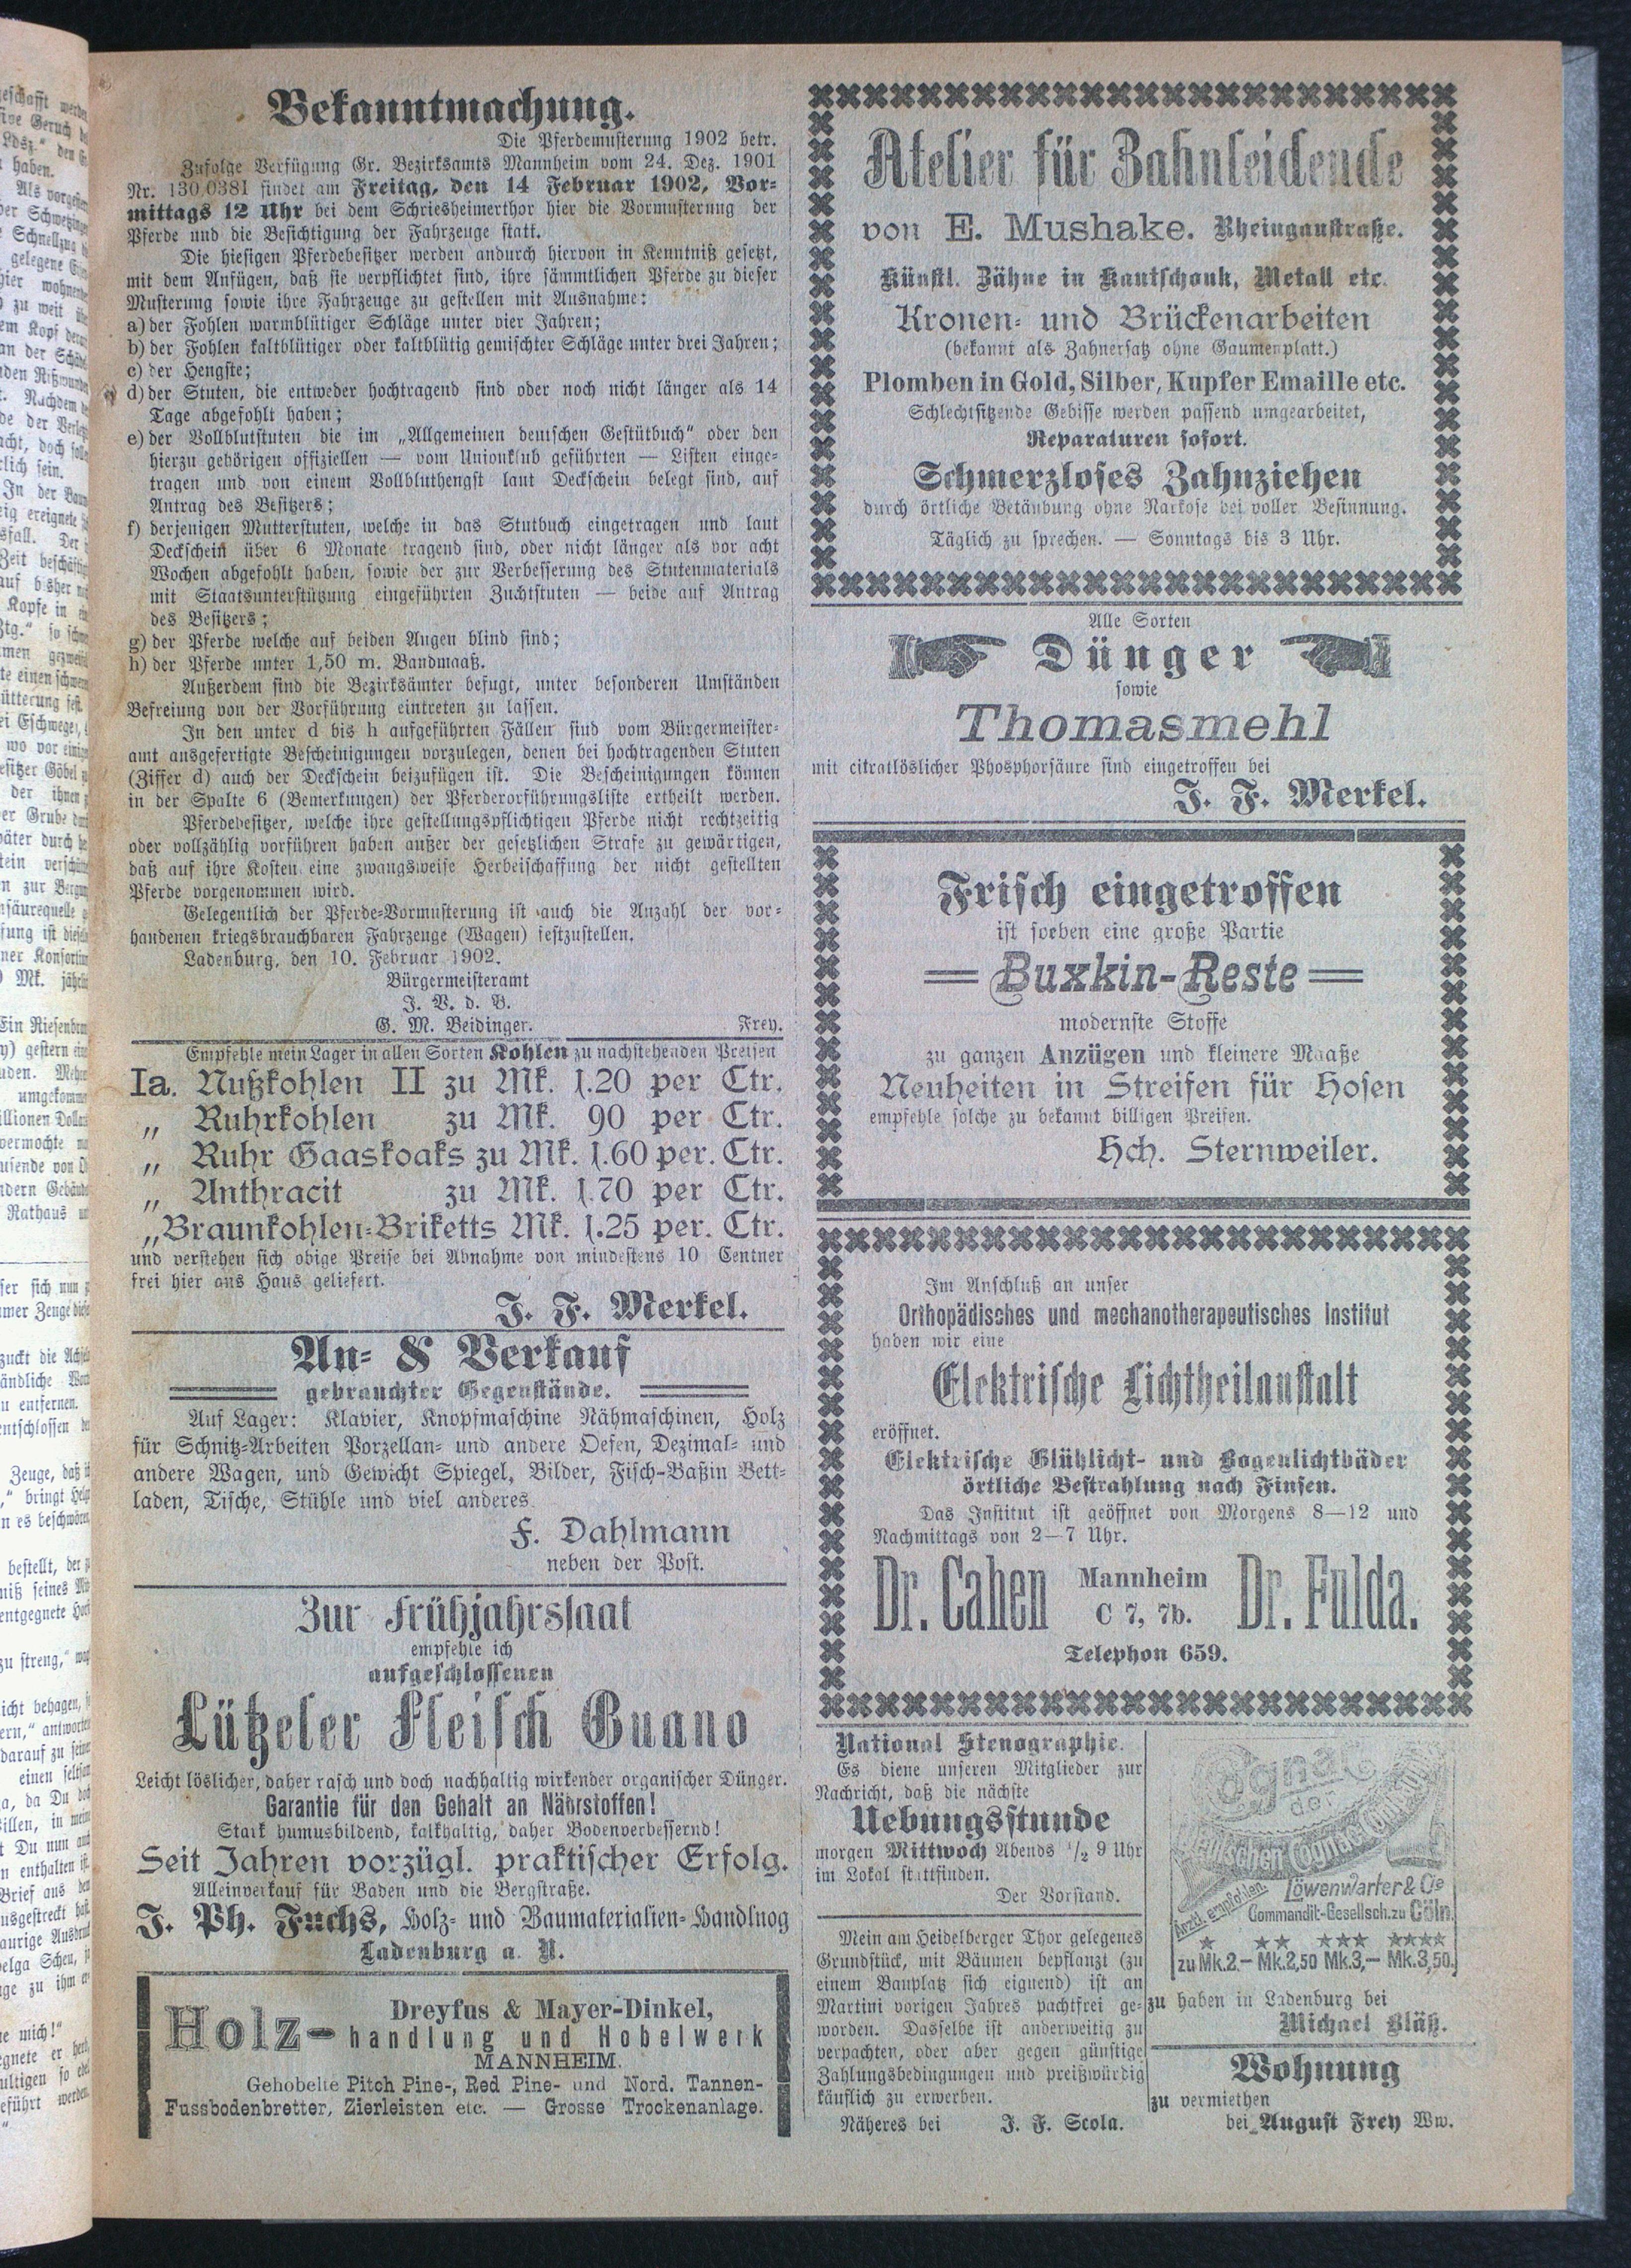 Bekanntmachung.
Die Pferdemusterung 1902 betr.
Zufolge Verfügung Gr. Bezirksamts Mannheim vom 24. Dez. 1901
Nr. 130,0381 findet am Freitag, den 14 Februar 1902, Vor-
mittags 12 Uhr bei dem Schriesheimerthor hier die Vormusterung der
Pferde und die Besichtigung der Fahrzeuge statt.
Die hiesigen Pferdebesitzer werden andurch hiervon in Kenntniß gesetzt,
mit dem Anfügen, daß sie verpflichtet sind, ihre sämmtlichen Pferde zu dieser
Musterung sowie ihre Fahrzeuge zu gestellen mit Ausnahme:
a) der Fohlen warmblütiger Schläge unter vier Jahren;
b) der Fohlen kaltblütiger oder kaltblütig gemischter Schläge unter drei Jahren;
c) der Hengste;
d) der Stuten, die entweder hochtragend sind oder noch nicht länger als 14
Tage abgefohlt haben;
e) der Vollblutstuten die im „Allgemeinen deutschen Gestütbuch" oder den
hierzu gehörigen offiziellen — vom Unionklub geführten — Listen einge-
tragen und von einem Vollbluthengst laut Deckschein belegt sind, auf
Antrag des Besitzers;
f) derjenigen Mutterstuten, welche in das Stutbuch eingetragen und laut
Deckschein über 6 Monate tragend sind, oder nicht länger als vor acht
Wochen abgefohlt haben, sowie der zur Verbesserung des Stutenmaterials
mit Staatsunterstützung eingeführten Zuchtstuten — beide auf Antrag
des Besitzers;
g) der Pferde welche auf beiden Augen blind sind;
h) der Pferde unter 1,50 m. Bandmaaß.
Außerdem sind die Bezirksämter befugt, unter besonderen Umständen
Befreiung von der Vorführung eintreten zu lassen.
In den unter d bis h aufgeführten Fällen sind vom Bürgermeister-
amt ausgefertigte Bescheinigungen vorzulegen, denen bei hochtragenden Stuten
(Ziffer d) auch der Deckschein beizufügen ist. Die Bescheinigungen können
in der Spalte 6 (Bemerkungen) der Pferderorführungsliste ertheilt werden.
Pferdebesitzer, welche ihre gestellungspflichtigen Pferde nicht rechtzeitig
oder vollzählig vorführen haben außer der gesetzlichen Strafe zu gewärtigen,
daß auf ihre Kosten eine zwangsweise Herbeischaffung der nicht gestellten
Pferde vorgenommen wird.
Gelegentlich der Pferde-Vormusterung ist auch die Anzahl der vor-
handenen kriegsbrauchbaren Fahrzeuge (Wagen) festzustellen.
Ladenburg, den 10. Februar 1902.
Bürgermeisteramt
J. V. d. B.
G. M. Beidinger. Frey.
Empfehle mein Lager in allen Sorten Kohlen zu nachstehenden Preisen
Ia. Nußkohlen II zu Mk. 1.20 per Ctr.
„ Ruhrkohlen zu Mk. 90 per Ctr.
„ Ruhr Gaaskoaks zu Mk. 1.60 per. Ctr.
„ Anthracit zu Mk. 1.70 per Ctr.
„ Braunkohlen-Briketts Mk. 1.25 per. Ctr.
und verstehen sich obige Preise bei Abnahme von mindestens 10 Centner
frei hier ans Haus geliefert.
J. F. Merkel.
An- & Verkauf
gebrauchter Gegenstände.
Auf Lager: Klavier, Knopfmaschine Nähmaschinen, Holz
für Schnitz-Arbeiten Porzellan- und andere Oefen, Dezimal- und
andere Wagen, und Gewicht Spiegel, Bilder, Fisch-Baßin Bett-
laden, Tische, Stühle und viel anderes
F. Dahlmann
neben der Post.
Zur Frühjahrssaat
empfehle ich
aufgeschlossenen
Lützeler Fleisch Guano
Leicht löslicher, daher rasch und doch nachhaltig wirkender organischer Dünger.
Garantie für den Gehalt an Näbrstoffen!
Stark humusbildend, kalkhaltig, daher Bodenverbessernd!
Seit Jahren vorzügl. praktischer Erfolg.
Alleinverkauf für Baden und die Bergstraße.
J. Ph. Fuchs, Holz- und Baumaterialien-Handluog
Ladenburg a. N.
Dreyfus & Mayer-Dinkel,
Holz- handlung und Hobelwerk
MANNHEIM.
Gehobelte Pitch Pine-, Red Pine- und Nord. Tannen-
Fussbodenbretter, Zierleisten etc. — Grosse Trockenanlage.
Atelier für Zahnleidende
von E. Mushake. Rheingaustraße.
Künstl. Zähne in Kautschouk, Metall etc.
Kronen- und Brückenarbeiten
(bekannt als Zahnersatz ohne Gaumenplatt.)
Plomben in Gold, Silber, Kupfer Emaille etc.
Schlechtsitzende Gebisse werden passend umgearbeitet,
Reparaturen sofort.
Schmerzloses Zahnziehen
durch örtliche Betäubung ohne Narkose bei voller Besinnung.
Täglich zu sprechen. — Sonntags bis 3 Uhr.
Alle Sorten
Dünger
sowie
Thomasmehl
mit citratlöslicher Phosphorsäure sind eingetroffen bei
J. F. Merkel.
Frisch eingetroffen
ist soeben eine große Partie
Buxkin-Reste
modernste Stoffe
zu ganzen Anzügen und kleinere Maaße
Neuheiten in Streifen für Hosen
empfehle solche zu bekannt billigen Preisen.
Hch. Sternweiler.
Im Anschluß an unser
Orthopädisches und mechanotherapeutisches Institut
haben wir eine
Elektrische Lichtheilanstalt
eröffnet.
Elektrische Glühlicht- und Bogenlichtbäder
örtliche Bestrahlung nach Finsen.
Das Institut ist geöffnet von Morgens 8—12 und
Nachmittags von 2—7 Uhr.
Dr. Cahen Mannheim Dr. Fulda.
C 7, 7b.
Telephon 659.
National Stenographie.
Es diene unseren Mitglieder zur
Nachricht, daß die nächste
Uebungsstunde
morgen Mittwoch Abends 1/2 9 Uhr
im Lokal stattfinden.
Der Vorstand.
Mein am Heidelberger Thor gelegenes
Grundstück, mit Bäumen bepflanzt (zu
einem Bauplatz sich eignend) ist an
Martini vorigen Jahres pachtfrei ge-
worden. Dasselbe ist anderweitig zu
verpachten, oder aber gegen günstige
Zahlungsbedingungen und preißwürdig
käuflich zu erwerben.
Näheres bei J. F. Scola.
Cognac
der
Deutschen Cognac-Compagnie
Löwenwarter & Cie
Commandit-Gesellsch. zu Cöln.
Ärztl. empfohlen.
★ ★★ ★★★ ★★★★
zu Mk. 2.- Mk. 2,50 Mk. 3,- Mk. 3,50.
zu haben in Ladenburg bei
Michael Bläß.
Wohnung
zu vermiethen
bei August Frey Ww.